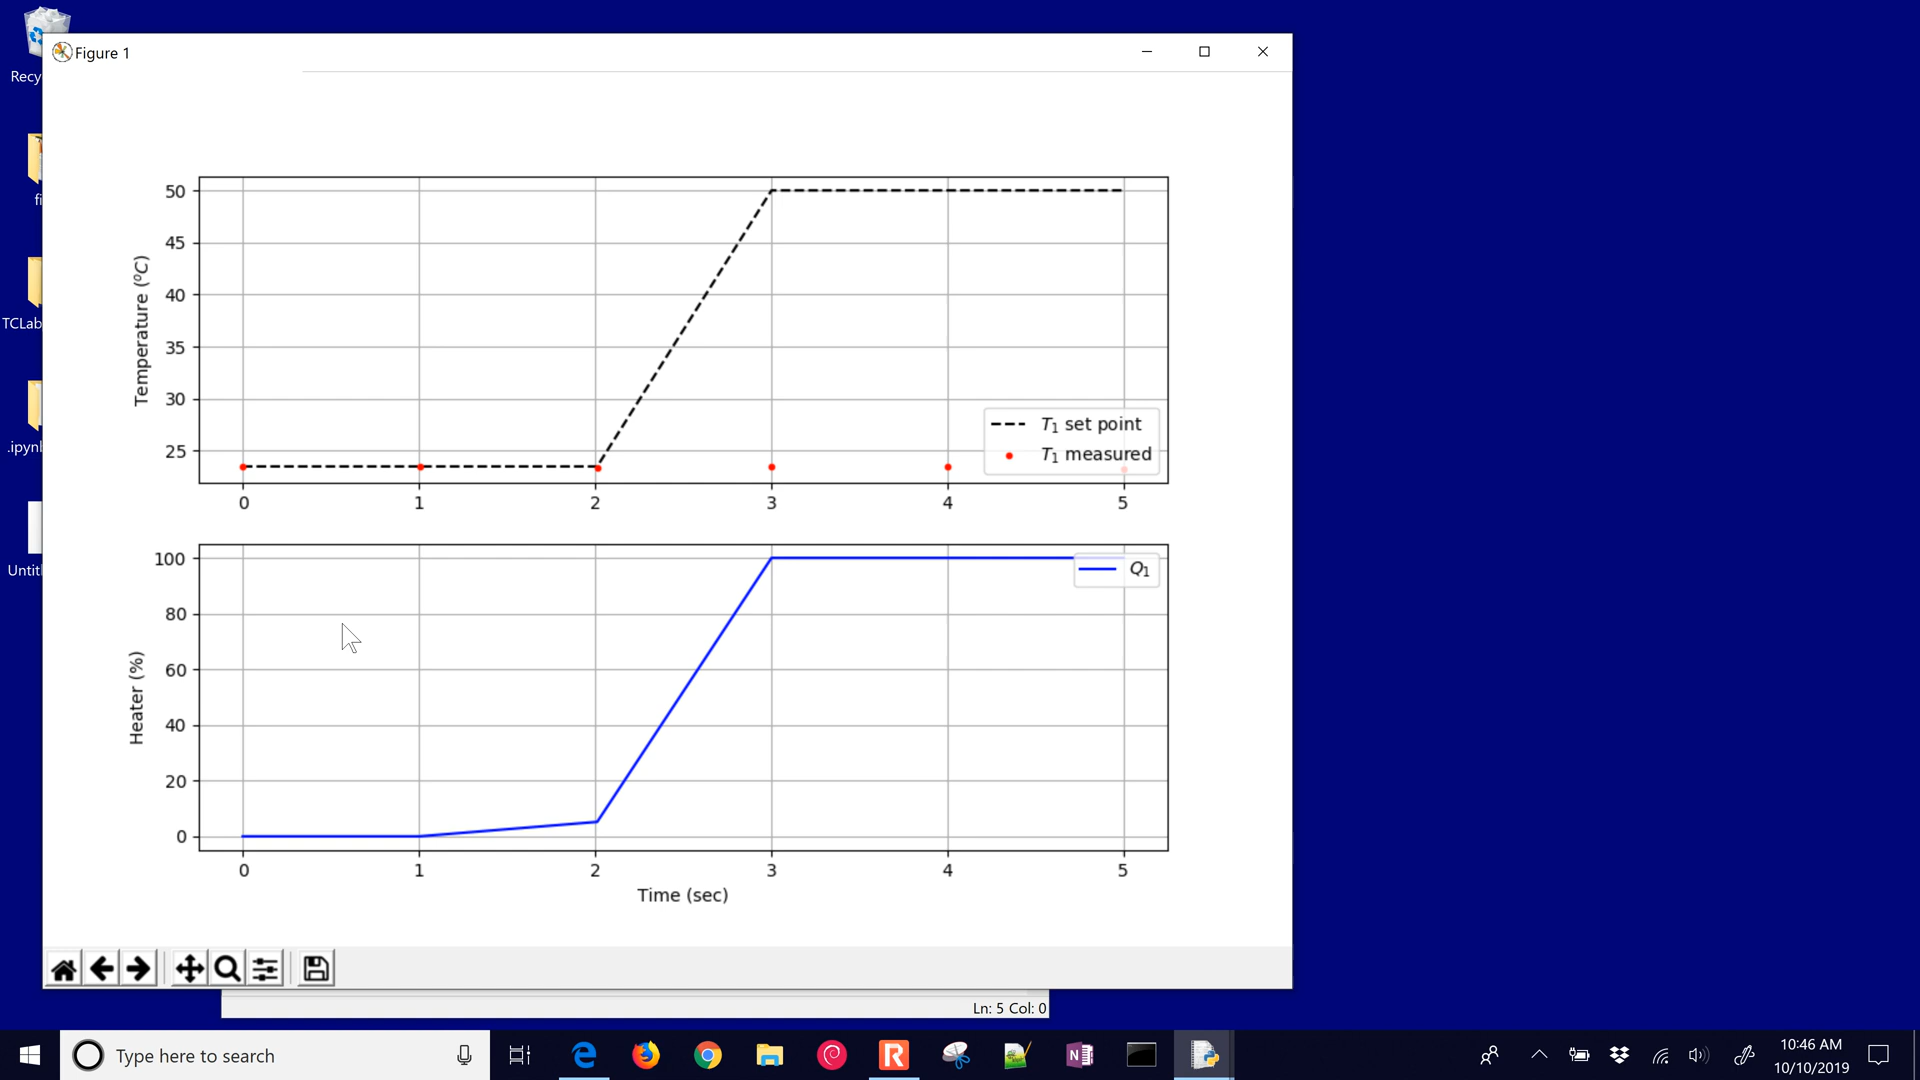 Recy
Figure 1
fi
TCLab
.ipynl
Untitl
50
45
40
35
30
25
Temperature (°C)
T1 set point
T1 measured
0 1 2 3 4 5
100
80
60
40
20
0
Heater (%)
Q1
0 1 2 3 4 5
Time (sec)
Ln: 5 Col: 0
Type here to search
10:46 AM
10/10/2019